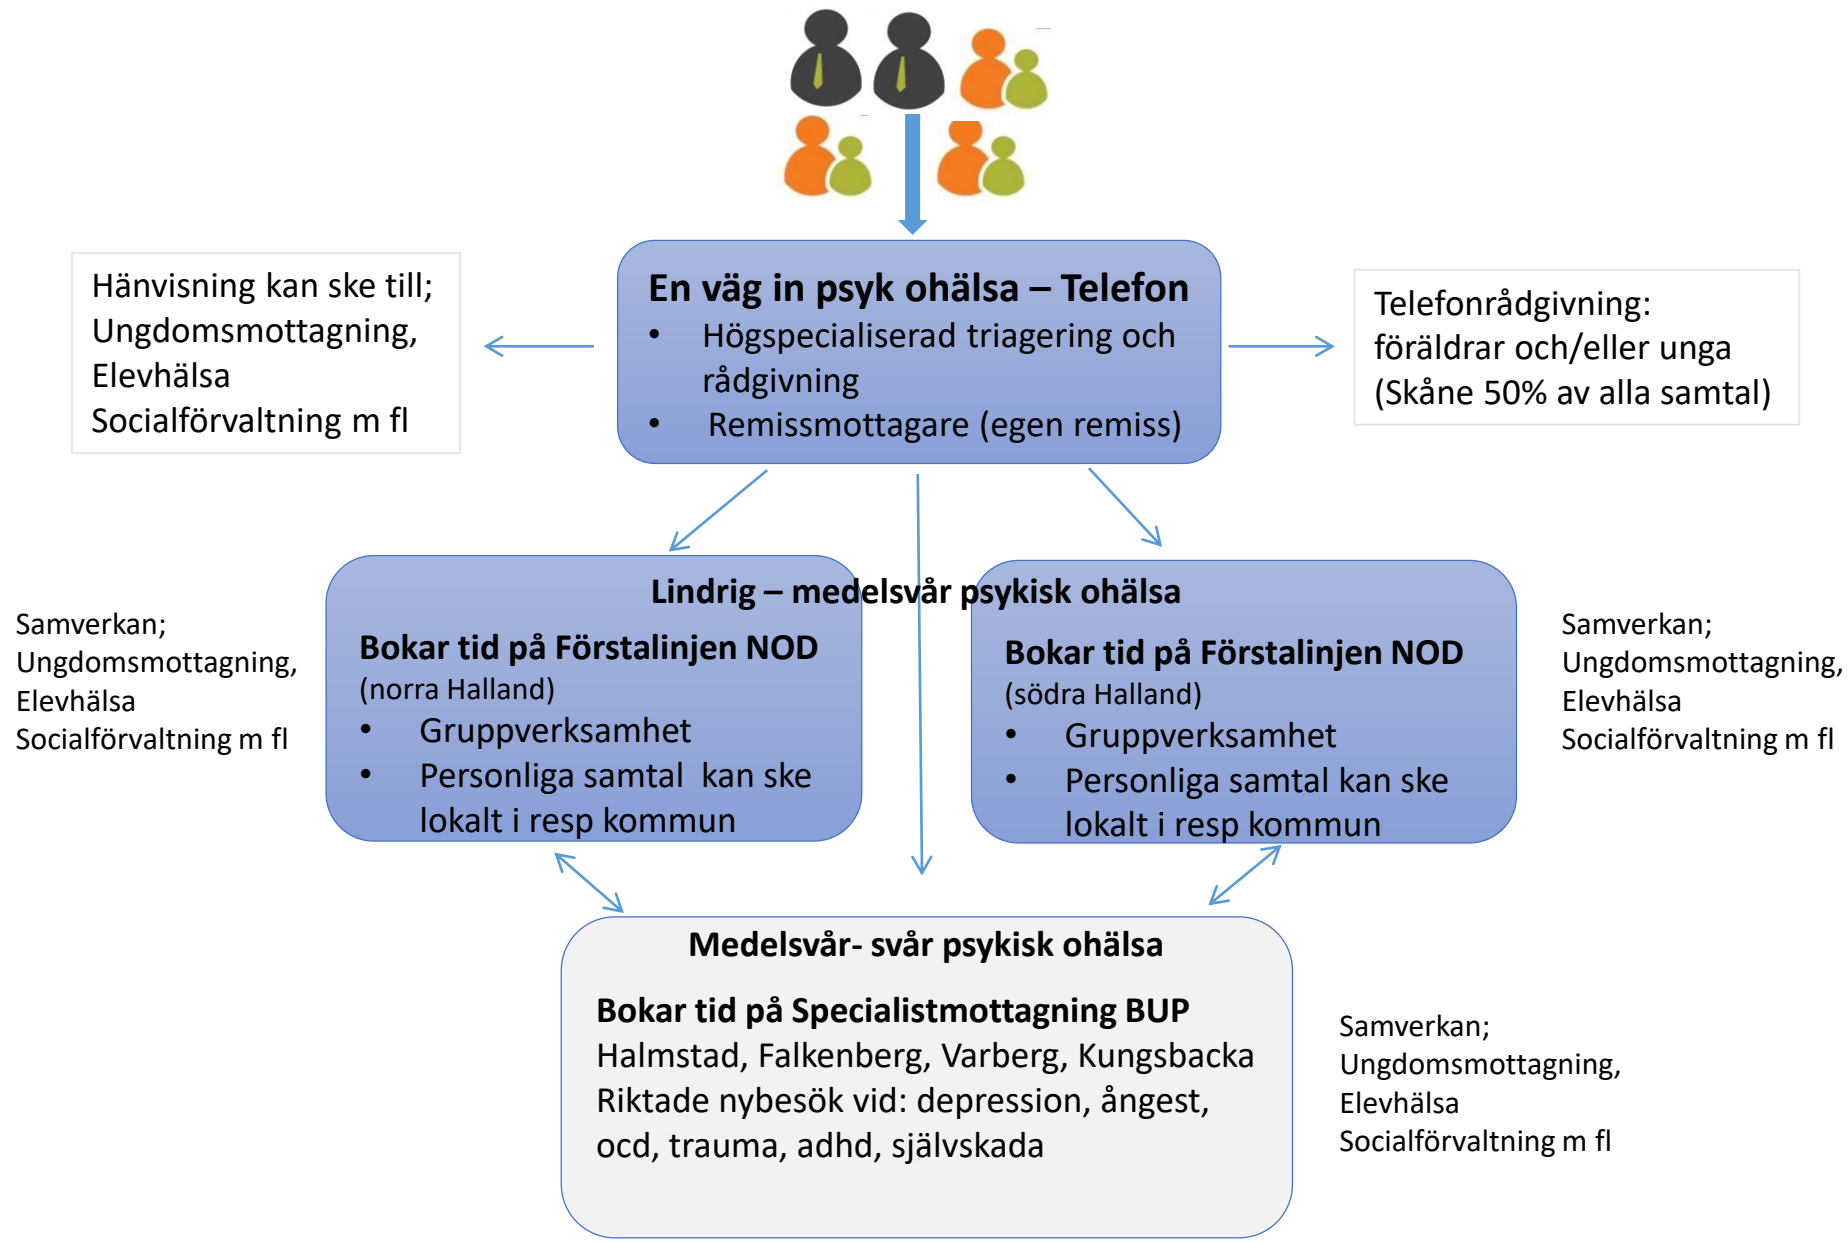 En väg in psyk ohälsa – Telefon
• Högspecialiserad triagering och
rådgivning
• Remissmottagare (egen remiss)
Hänvisning kan ske till;
Ungdomsmottagning,
Elevhälsa
Socialförvaltning m fl
Telefonrådgivning:
föräldrar och/eller unga
(Skåne 50% av alla samtal)
Lindrig – medelsvår psykisk ohälsa
Samverkan;
Ungdomsmottagning,
Elevhälsa
Socialförvaltning m fl
Bokar tid på Förstalinjen NOD
(norra Halland)
• Gruppverksamhet
• Personliga samtal kan ske
lokalt i resp kommun
Bokar tid på Förstalinjen NOD
(södra Halland)
• Gruppverksamhet
• Personliga samtal kan ske
lokalt i resp kommun
Samverkan;
Ungdomsmottagning,
Elevhälsa
Socialförvaltning m fl
Medelsvår- svår psykisk ohälsa
Bokar tid på Specialistmottagning BUP
Halmstad, Falkenberg, Varberg, Kungsbacka
Riktade nybesök vid: depression, ångest,
ocd, trauma, adhd, självskada
Samverkan;
Ungdomsmottagning,
Elevhälsa
Socialförvaltning m fl